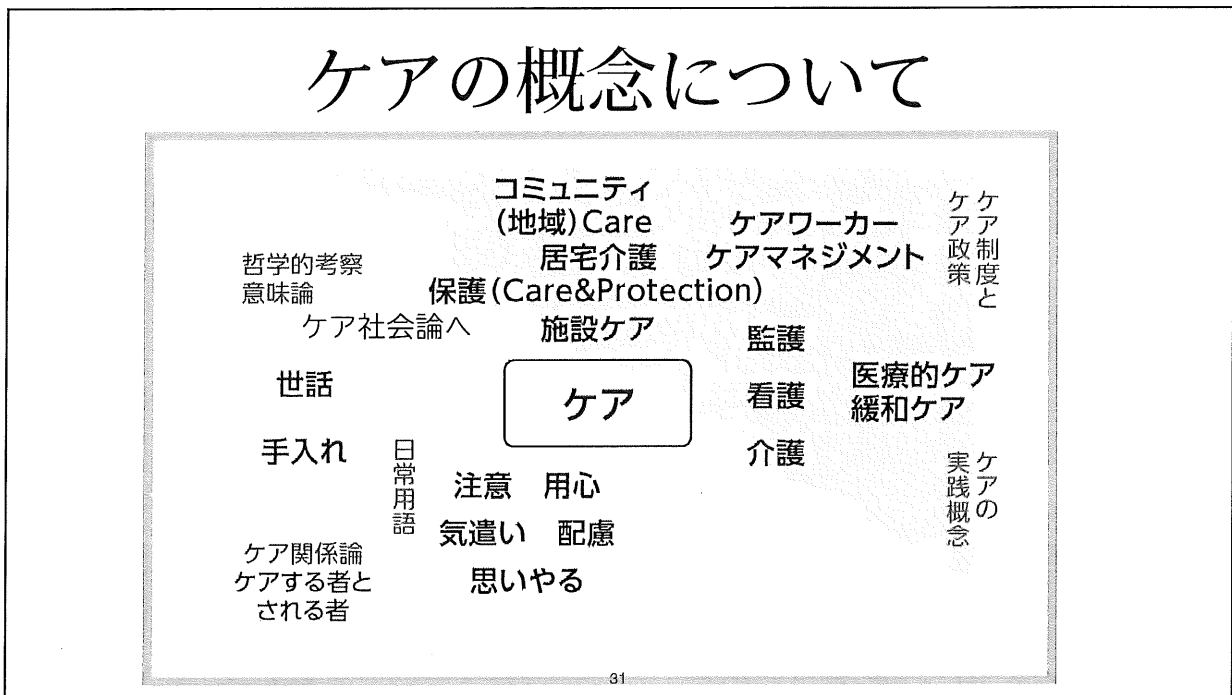 ケアの概念について
コミュニティ
(地域)Care
居宅介護
保護(Care&Protection)
施設ケア
ケアワーカー
ケアマネジメント
ケア制度と
ケア政策
哲学的考察
意味論
ケア社会論へ
世話
手入れ
日常用語
ケア
監護
看護
介護
医療的ケア
緩和ケア
ケアの
実践概念
注意 用心
気遣い 配慮
思いやる
ケア関係論
ケアする者と
される者
31